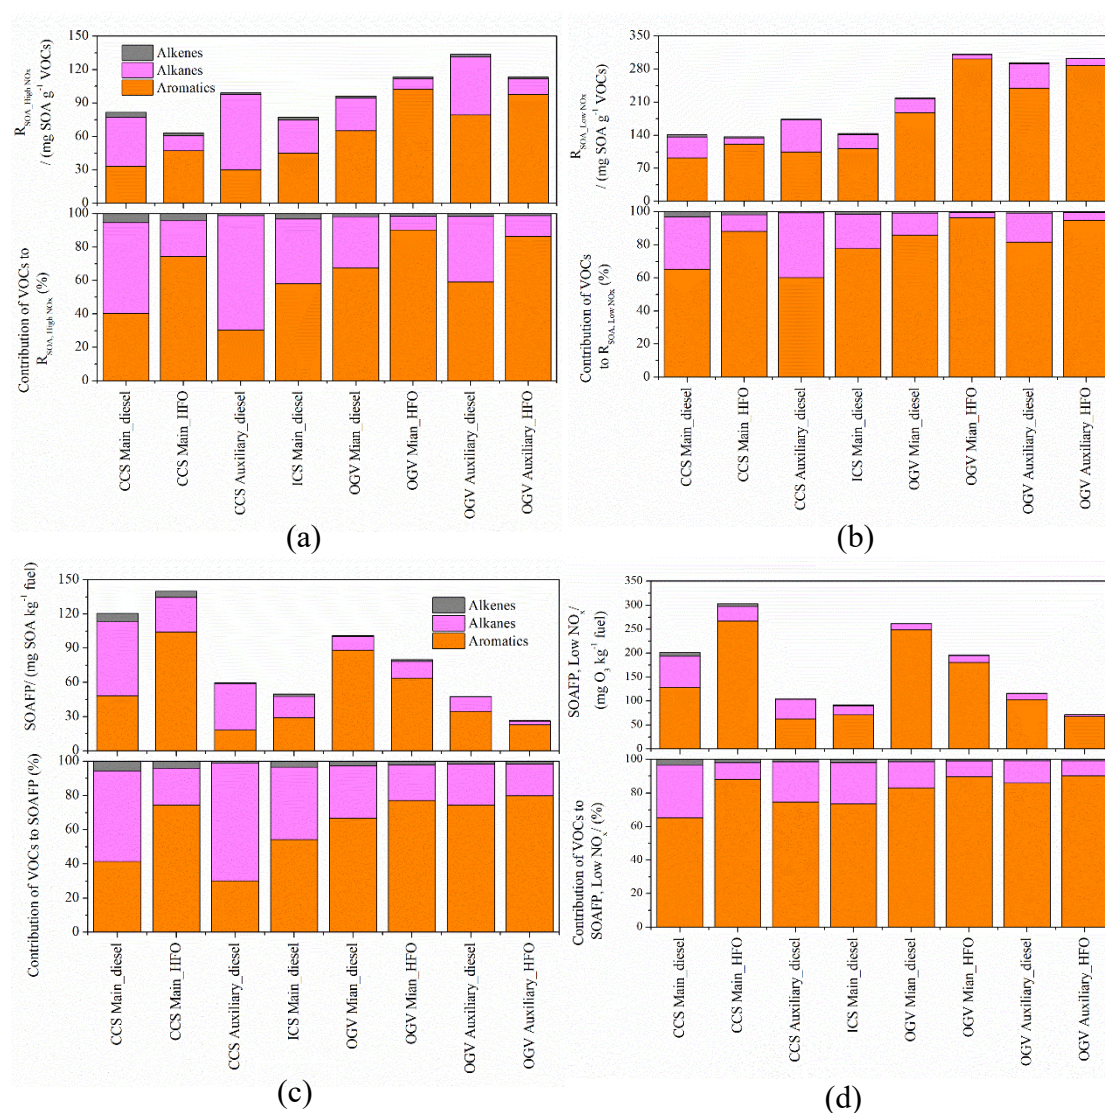 R_SOA_High NOx
/ (mg SOA g-1 VOCs)
150
120
90
60
30
0
Alkenes
Alkanes
Aromatics
Contribution of VOCs to
R_SOA, High NOx (%)
100
80
60
40
20
0
CCS Main_diesel
CCS Main_HFO
CCS Auxiliary_diesel
ICS Main_diesel
OGV Mian_diesel
OGV Mian_HFO
OGV Auxiliary_diesel
OGV Auxiliary_HFO
(a)
R_SOA_Low NOx
/ (mg SOA g-1 VOCs)
350
280
210
140
70
0
Contribution of VOCs
to R_SOA, Low NOx (%)
100
80
60
40
20
0
CCS Main_diesel
CCS Main_HFO
CCS Auxiliary_diesel
ICS Main_diesel
OGV Mian_diesel
OGV Mian_HFO
OGV Auxiliary_diesel
OGV Auxiliary_HFO
(b)
SOAFP/ (mg SOA kg-1 fuel)
150
120
90
60
30
0
Alkenes
Alkanes
Aromatics
Contribution of VOCs to SOAFP (%)
100
80
60
40
20
0
CCS Main_diesel
CCS Main_HFO
CCS Auxiliary_diesel
ICS Main_diesel
OGV Mian_diesel
OGV Mian_HFO
OGV Auxiliary_diesel
OGV Auxiliary_HFO
(c)
SOAFP, Low NOx/
(mg O3 kg-1 fuel)
350
300
250
200
150
100
50
0
Contribution of VOCs to
SOAFP, Low NOx/ (%)
100
80
60
40
20
0
CCS Main_diesel
CCS Main_HFO
CCS Auxiliary_diesel
ICS Main_diesel
OGV Mian_diesel
OGV Mian_HFO
OGV Auxiliary_diesel
OGV Auxiliary_HFO
(d)